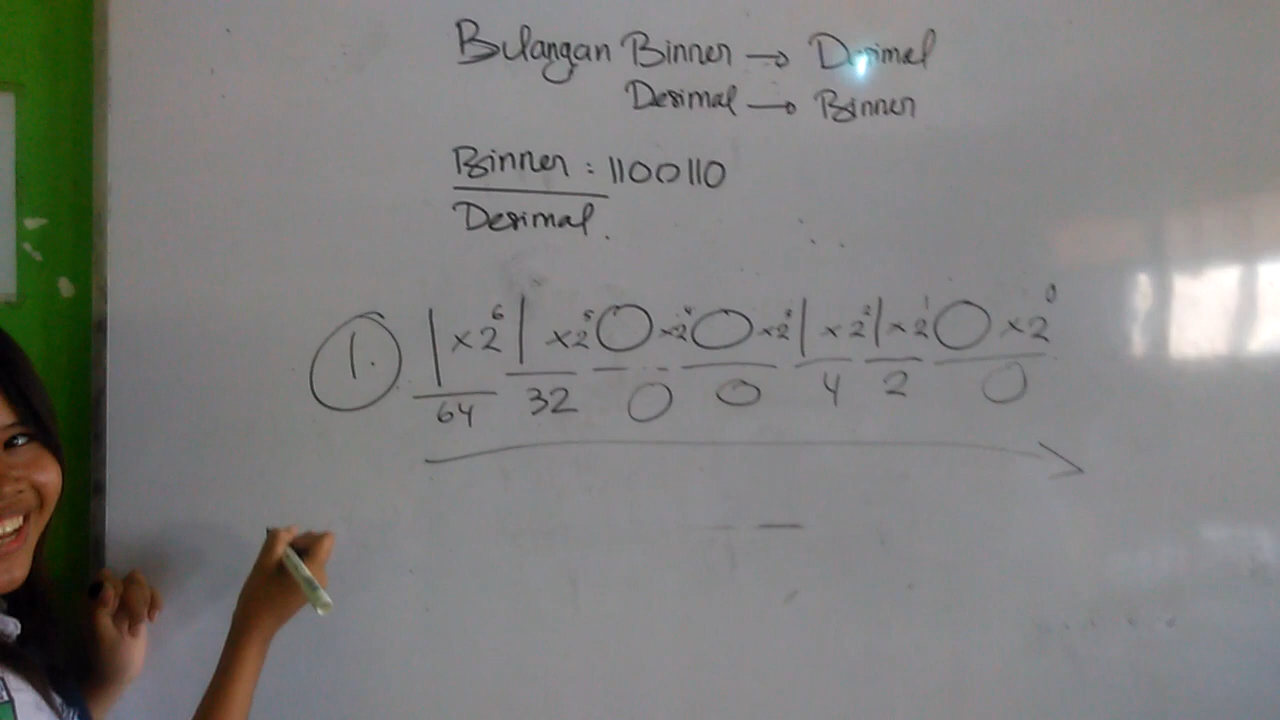 Bulangan Binner → Desimal
Desimal → Binner
Binner : 1100110
Desimal.
1. 1 × 2⁶ 1 × 2⁵ 0 × 2⁴ 0 × 2³ 1 × 2² 1 × 2¹ 0 × 2⁰
64 32 0 0 4 2 0